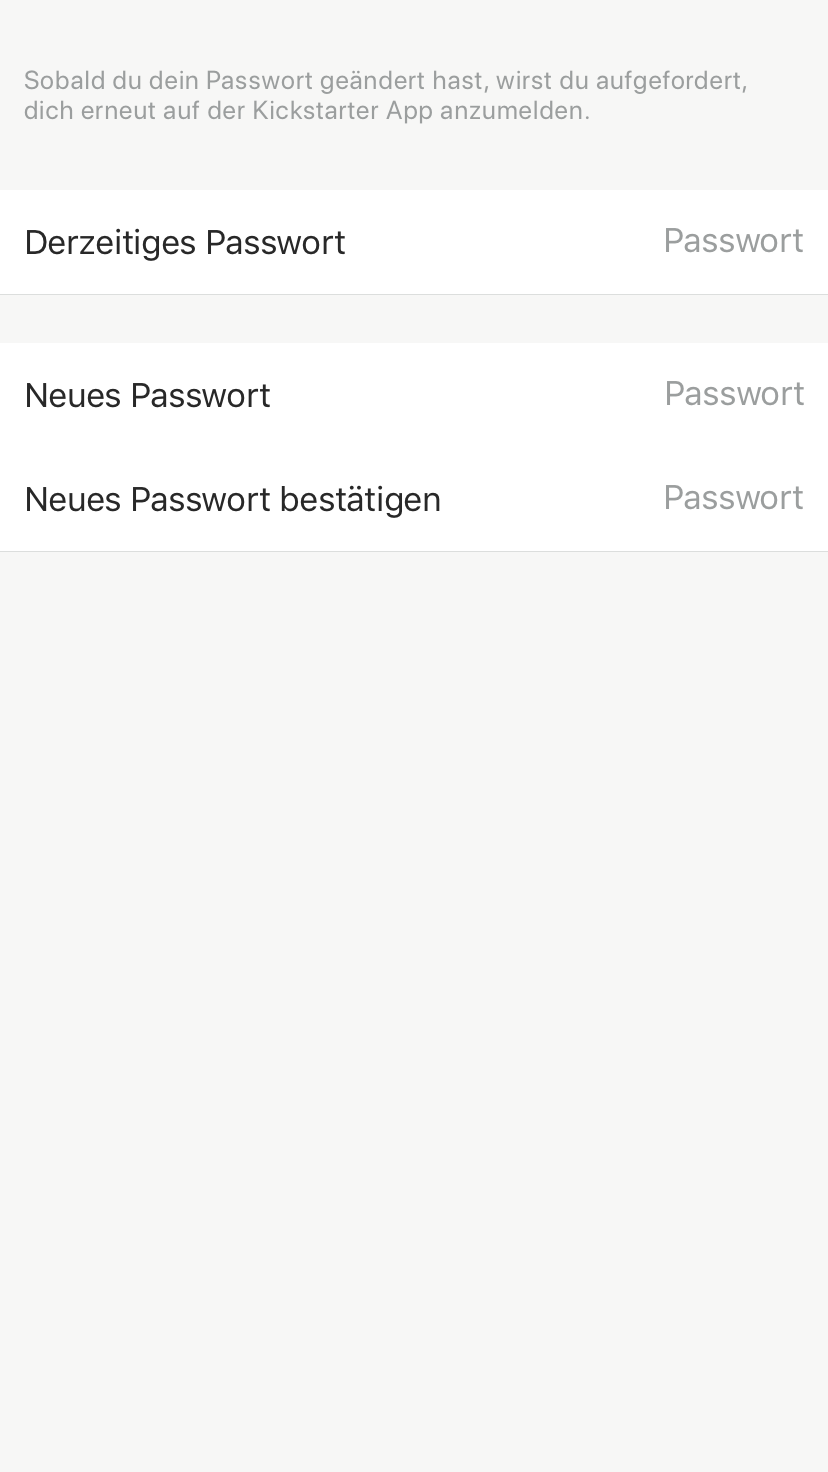 Sobald du dein Passwort geändert hast, wirst du aufgefordert,
dich erneut auf der Kickstarter App anzumelden.
Derzeitiges Passwort Passwort
Neues Passwort Passwort
Neues Passwort bestätigen Passwort